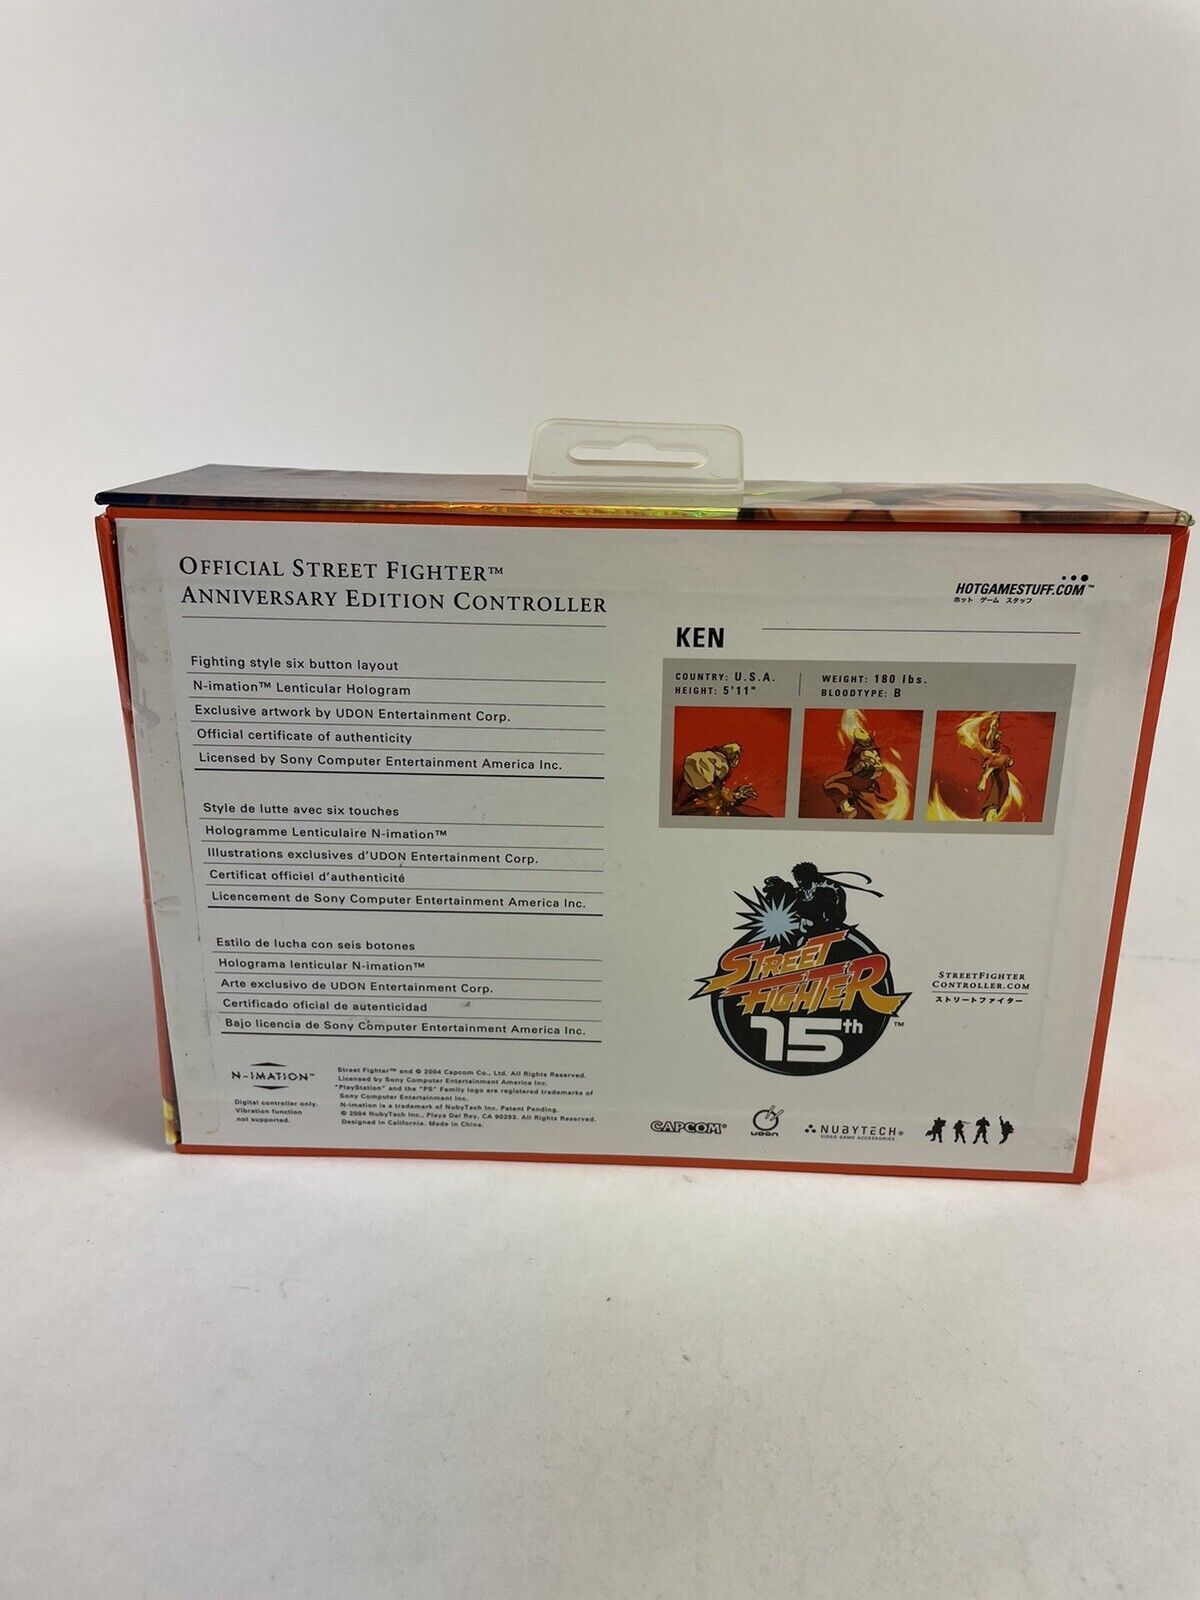 OFFICIAL STREET FIGHTER™
ANNIVERSARY EDITION CONTROLLER
Fighting style six button layout
N-imation™ Lenticular Hologram
Exclusive artwork by UDON Entertainment Corp.
Official certificate of authenticity
Licensed by Sony Computer Entertainment America Inc.
Style de lutte avec six touches
Hologramme Lenticulaire N-imation™
Illustrations exclusives d'UDON Entertainment Corp.
Certificat officiel d'authenticité
Licencement de Sony Computer Entertainment America Inc.
Estilo de lucha con seis botones
Holograma lenticular N-imation™
Arte exclusivo de UDON Entertainment Corp.
Certificado oficial de autenticidad
Bajo licencia de Sony Computer Entertainment America Inc.
N-IMATION™
Digital controller only.
Vibration function
not supported.
Street Fighter™ and © 2004 Capcom Co., Ltd. All Rights Reserved.
Licensed by Sony Computer Entertainment America Inc.
"PlayStation" and the "PS" Family logo are registered trademarks of
Sony Computer Entertainment Inc.
N-imation is a trademark of NubyTech Inc. Patent Pending.
© 2004 NubyTech Inc., Playa Del Rey, CA 90293. All Rights Reserved.
Designed in California. Made in China.
HOTGAMESTUFF.COM™
ホット ゲーム スタッフ
KEN
COUNTRY: U.S.A.
HEIGHT: 5'11"
WEIGHT: 180 lbs.
BLOODTYPE: B
STREET
FIGHTER™
15th
STREETFIGHTER
CONTROLLER.COM
ストリートファイター
CAPCOM®
UDON
NUBYTECH®
VIDEO GAME ACCESSORIES